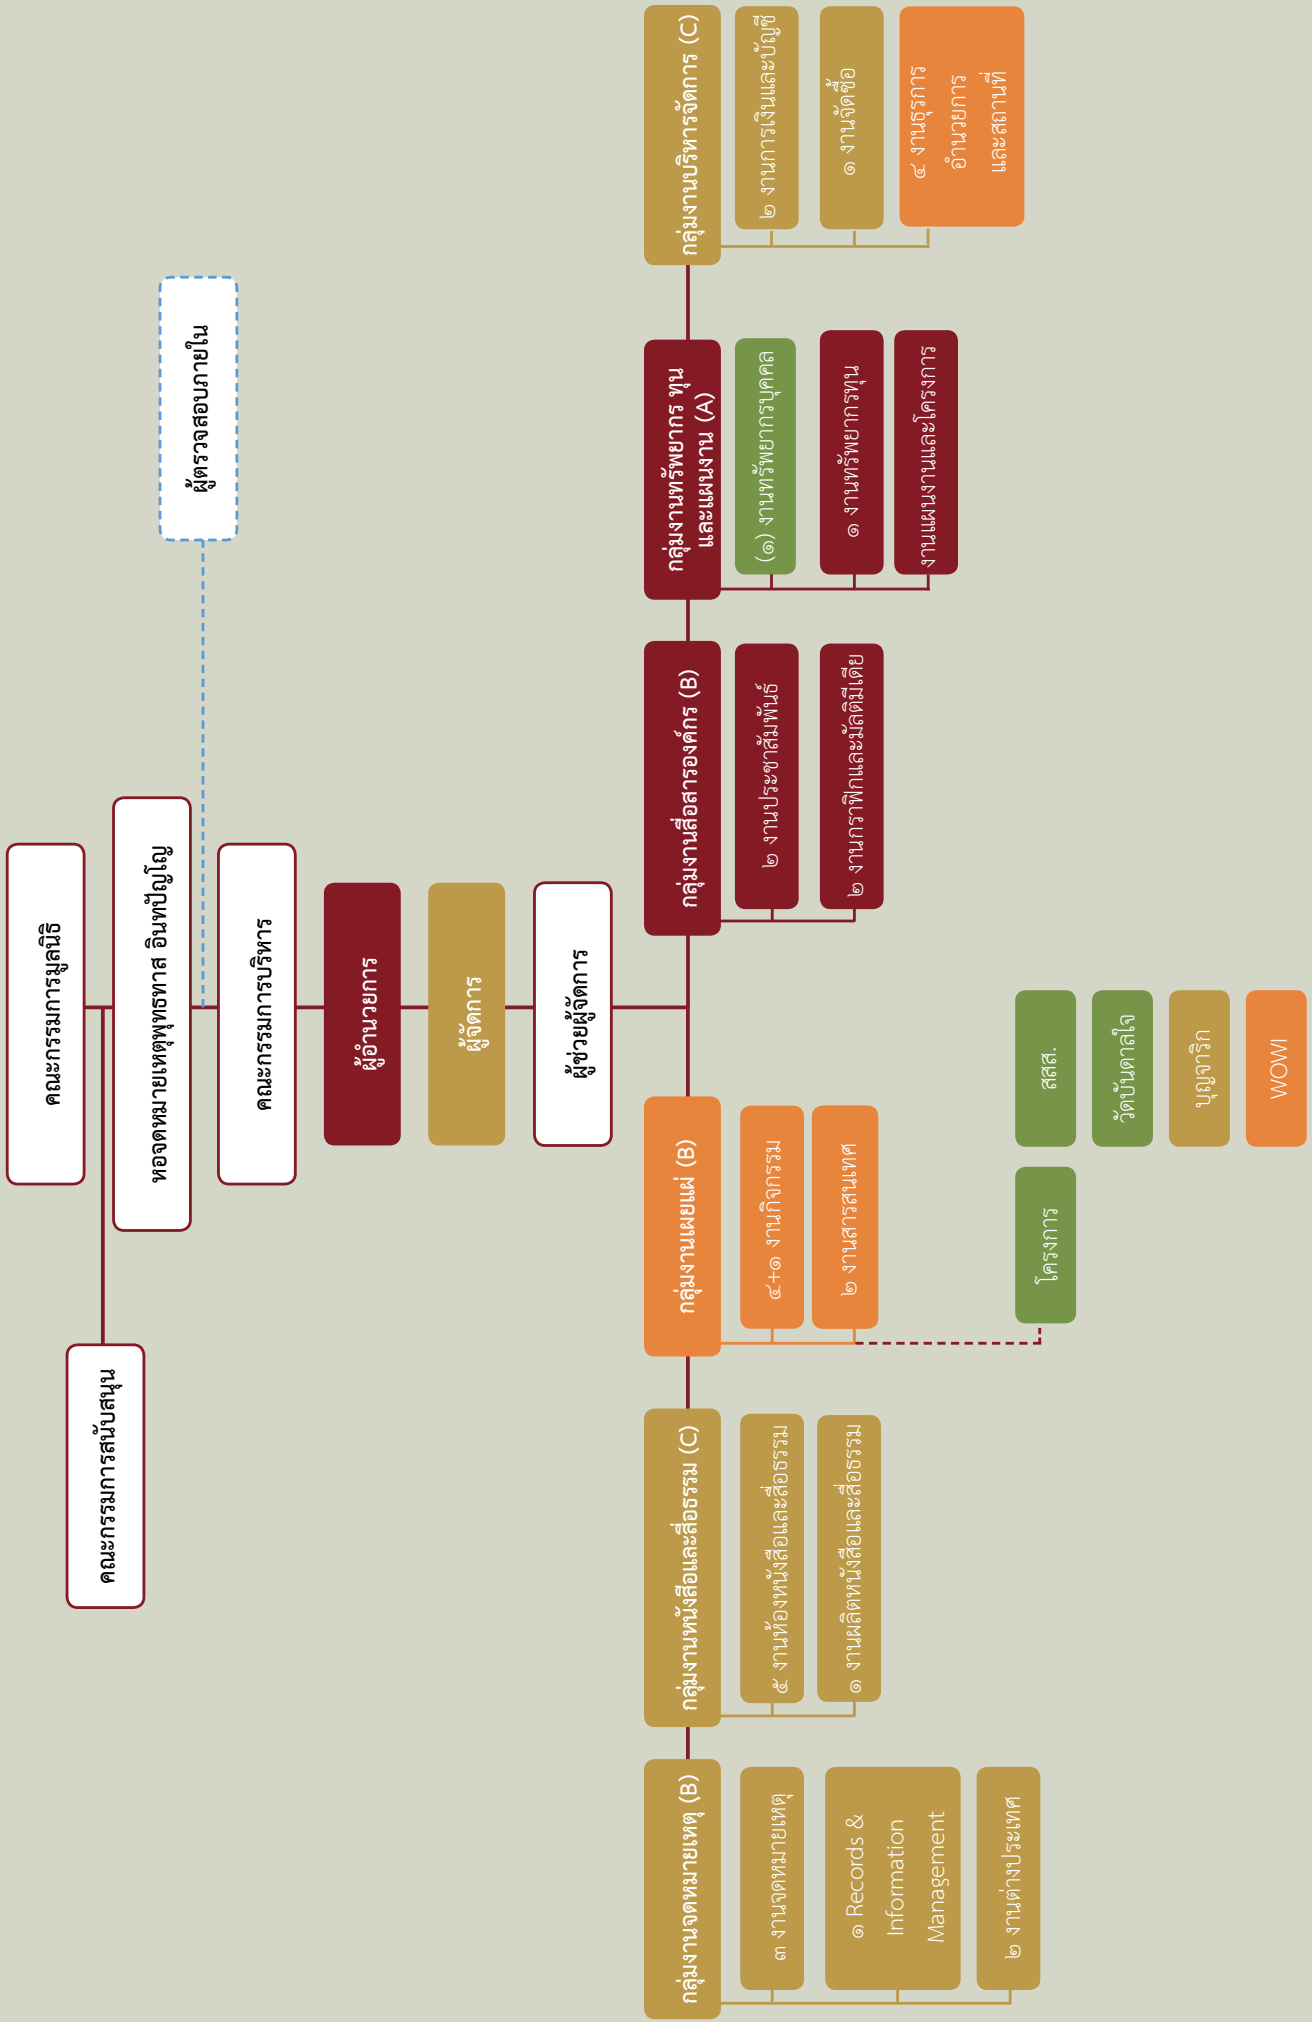 คณะกรรมการมูลนิธิ
หอจดหมายเหตุพุทธทาส อินทปัญโญ
คณะกรรมการสนับสนุน
ผู้ตรวจสอบภายใน
คณะกรรมการบริหาร
ผู้อำนวยการ
ผู้จัดการ
ผู้ช่วยผู้จัดการ
กลุ่มงานจดหมายเหตุ (B)
๓ งานจดหมายเหตุ
๑ Records &
Information
Management
๒ งานต่างประเทศ
กลุ่มงานหนังสือและสื่อธรรม (C)
๕ งานห้องหนังสือและสื่อธรรม
๑ งานผลิตหนังสือและสื่อธรรม
กลุ่มงานเผยแผ่ (B)
๔+๑ งานกิจกรรม
๒ งานสารสนเทศ
โครงการ
สสส.
วัดบันดาลใจ
บุญจาริก
WOWI
กลุ่มงานสื่อสารองค์กร (B)
๒ งานประชาสัมพันธ์
๒ งานกราฟิกและมัลติมีเดีย
กลุ่มงานทรัพยากร ทุน
และแผนงาน (A)
(๑) งานทรัพยากรบุคคล
๑ งานทรัพยากรทุน
งานแผนงานและโครงการ
กลุ่มงานบริหารจัดการ (C)
๒ งานการเงินและบัญชี
๑ งานจัดซื้อ
๔ งานธุรการ
อำนวยการ
และสถานที่